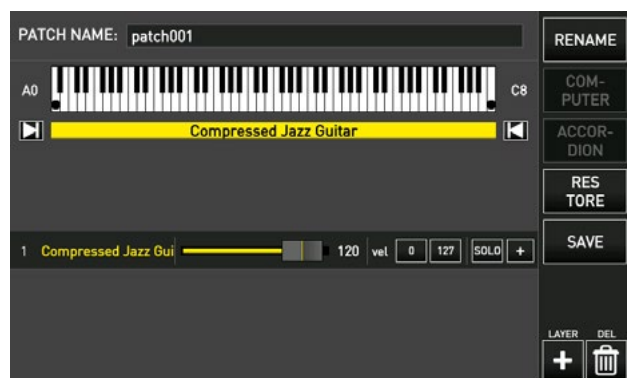 PATCH NAME: patch001
RENAME
A0
C8
COM-
PUTER
Compressed Jazz Guitar
ACCOR-
DION
RES
TORE
1 Compressed Jazz Gui 120 vel 0 127 SOLO +
SAVE
LAYER DEL
+